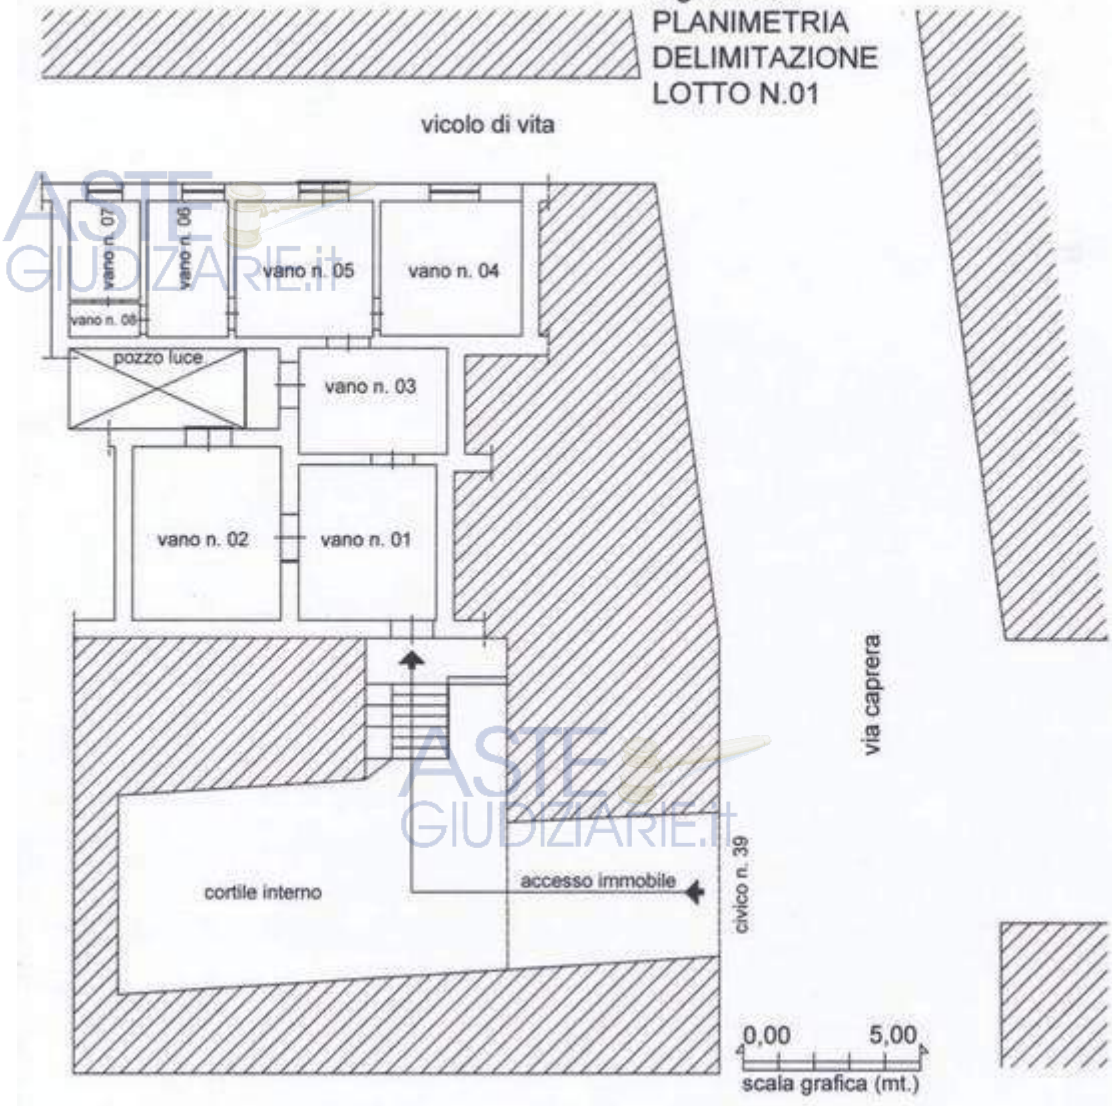 PLANIMETRIA
DELIMITAZIONE
LOTTO N.01
vicolo di vita
ASTE
GIUDIZIARIE.it
vano n. 07
vano n. 06
vano n. 05
vano n. 04
vano n. 08
pozzo luce
vano n. 03
vano n. 02
vano n. 01
via caprera
ASTE
GIUDIZIARIE.it
civico n. 39
accesso immobile
cortile interno
0,00 5,00
scala grafica (mt.)